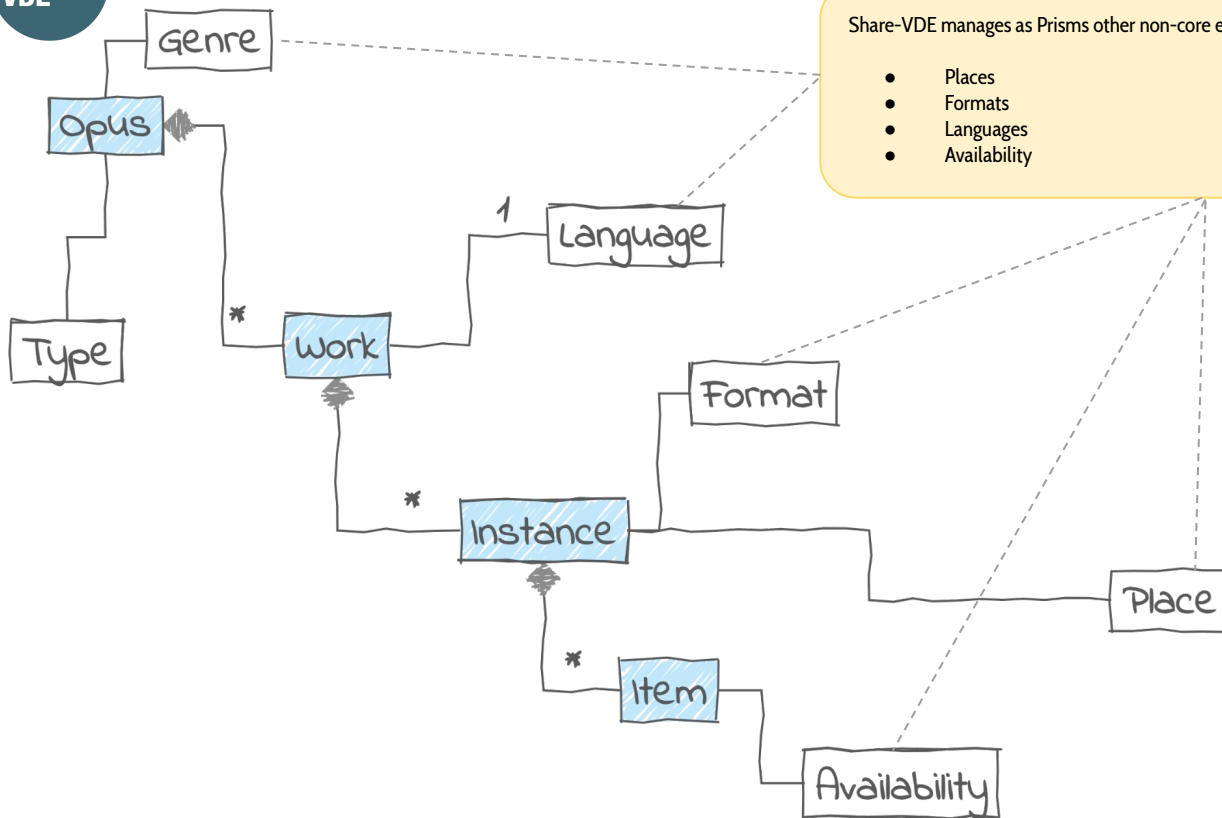 VDE
Genre
Share-VDE manages as Prisms other non-core e
● Places
● Formats
● Languages
● Availability
Opus
1
Language
*
Work
Type
Format
*
Instance
Place
*
Item
Availability